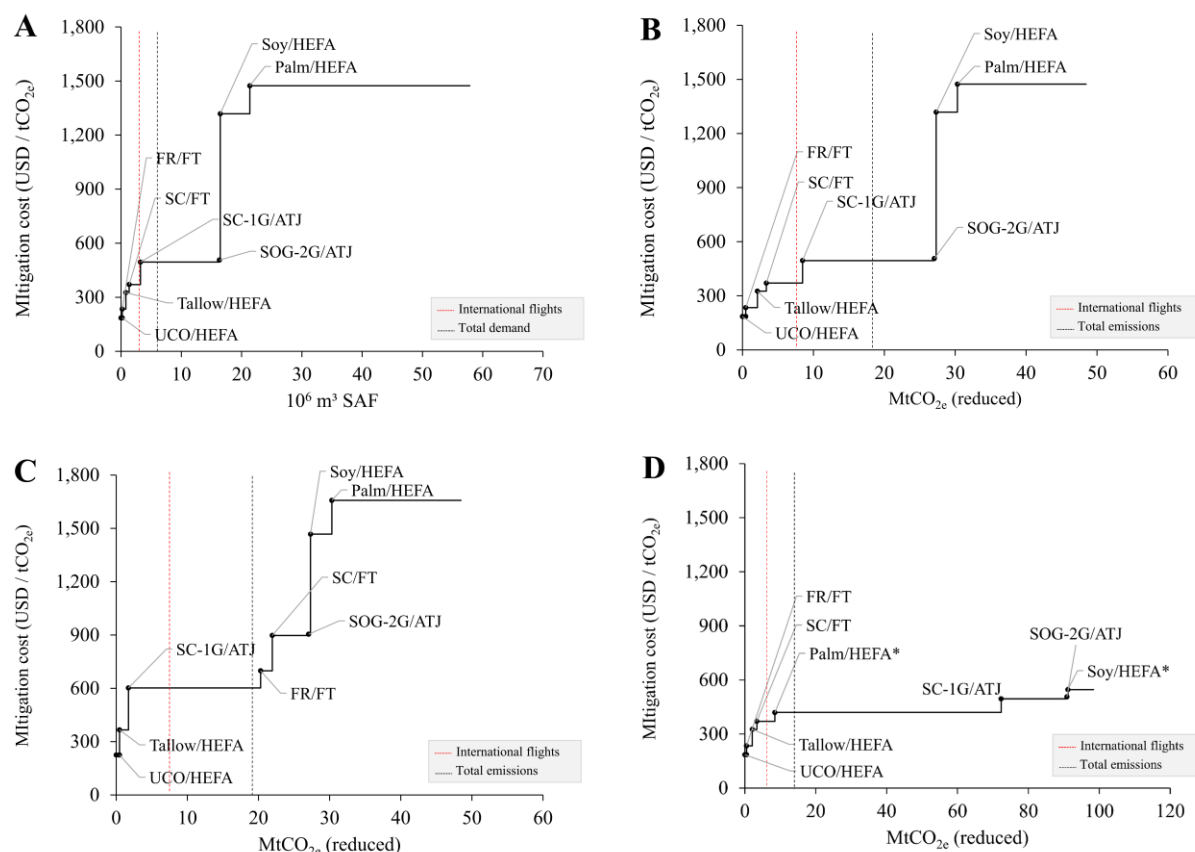 A
MItigation cost (USD / tCO2e)
1,800
1,500
1,200
900
600
300
0
0 10 20 30 40 50 60 70
10⁶ m³ SAF
Soy/HEFA
Palm/HEFA
FR/FT
SC/FT
SC-1G/ATJ
SOG-2G/ATJ
Tallow/HEFA
UCO/HEFA
International flights
Total demand
B
MItigation cost (USD / tCO2e)
1,800
1,500
1,200
900
600
300
0
0 10 20 30 40 50 60
MtCO2e (reduced)
Soy/HEFA
Palm/HEFA
FR/FT
SC/FT
SC-1G/ATJ
SOG-2G/ATJ
Tallow/HEFA
UCO/HEFA
International flights
Total emissions
C
MItigation cost (USD / tCO2e)
1,800
1,500
1,200
900
600
300
0
0 10 20 30 40 50 60
MtCO2e (reduced)
Soy/HEFA
Palm/HEFA
SC/FT
SOG-2G/ATJ
SC-1G/ATJ
FR/FT
Tallow/HEFA
UCO/HEFA
International flights
Total emissions
D
MItigation cost (USD / tCO2e)
1,800
1,500
1,200
900
600
300
0
0 20 40 60 80 100 120
MtCO2e (reduced)
FR/FT
SC/FT
Palm/HEFA*
SOG-2G/ATJ
Soy/HEFA*
SC-1G/ATJ
Tallow/HEFA
UCO/HEFA
International flights
Total emissions